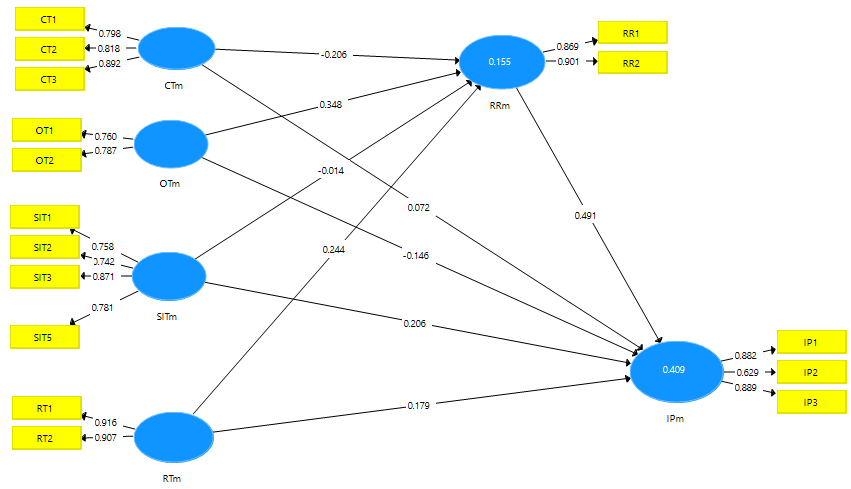 CT1
0.798
CT2
0.818
CT3
0.892
CTm
OT1
0.760
OT2
0.787
OTm
SIT1
0.758
SIT2
0.742
SIT3
0.871
SIT5
0.781
SITm
RT1
0.916
RT2
0.907
RTm
-0.206
0.348
-0.014
0.244
0.072
-0.146
0.206
0.179
0.155
RRm
0.869
RR1
0.901
RR2
0.491
0.409
IPm
0.882
IP1
0.629
IP2
0.889
IP3